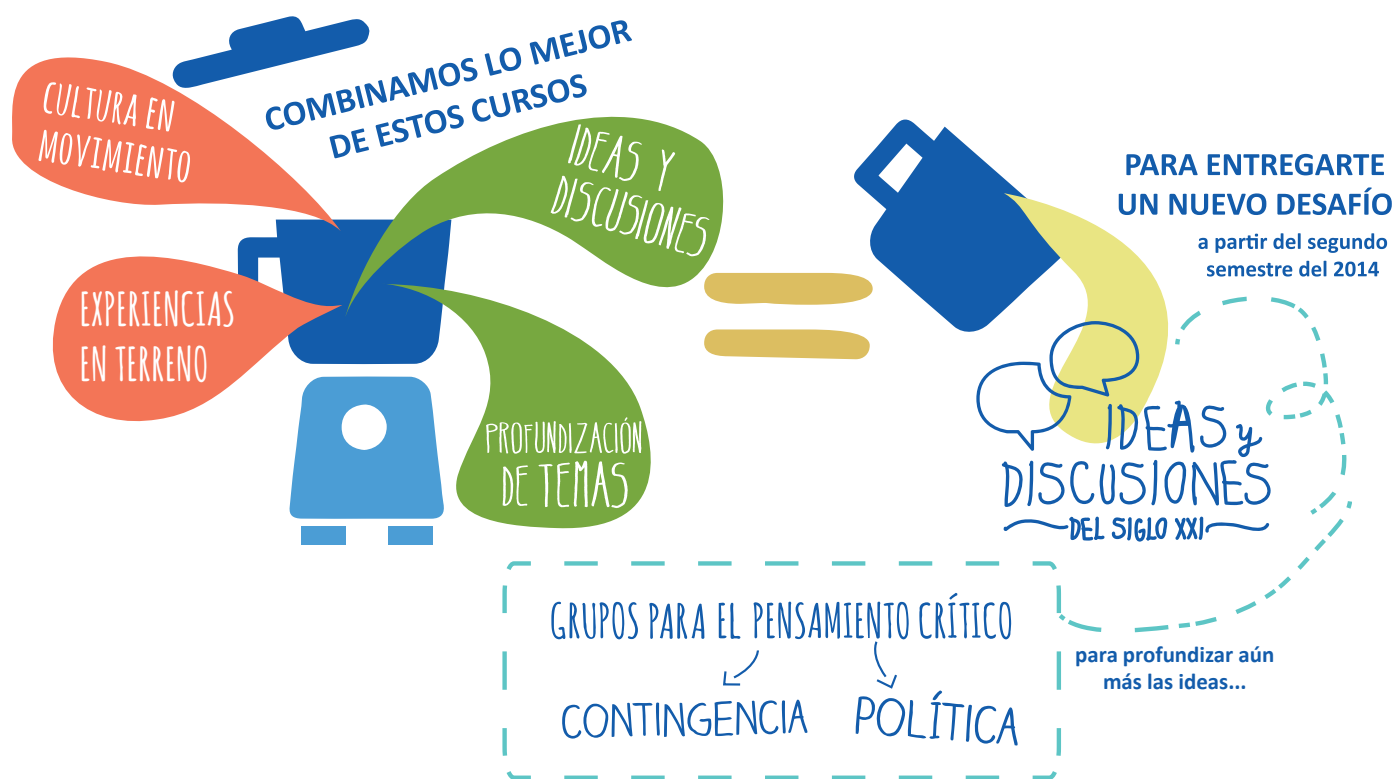 COMBINAMOS LO MEJOR
DE ESTOS CURSOS
CULTURA EN
MOVIMIENTO
IDEAS Y
DISCUSIONES
EXPERIENCIAS
EN TERRENO
PROFUNDIZACIÓN
DE TEMAS
PARA ENTREGARTE
UN NUEVO DESAFÍO
a partir del segundo
semestre del 2014
IDEAS y
DISCUSIONES
DEL SIGLO XXI
GRUPOS PARA EL PENSAMIENTO CRÍTICO
CONTINGENCIA
POLÍTICA
para profundizar aún
más las ideas...